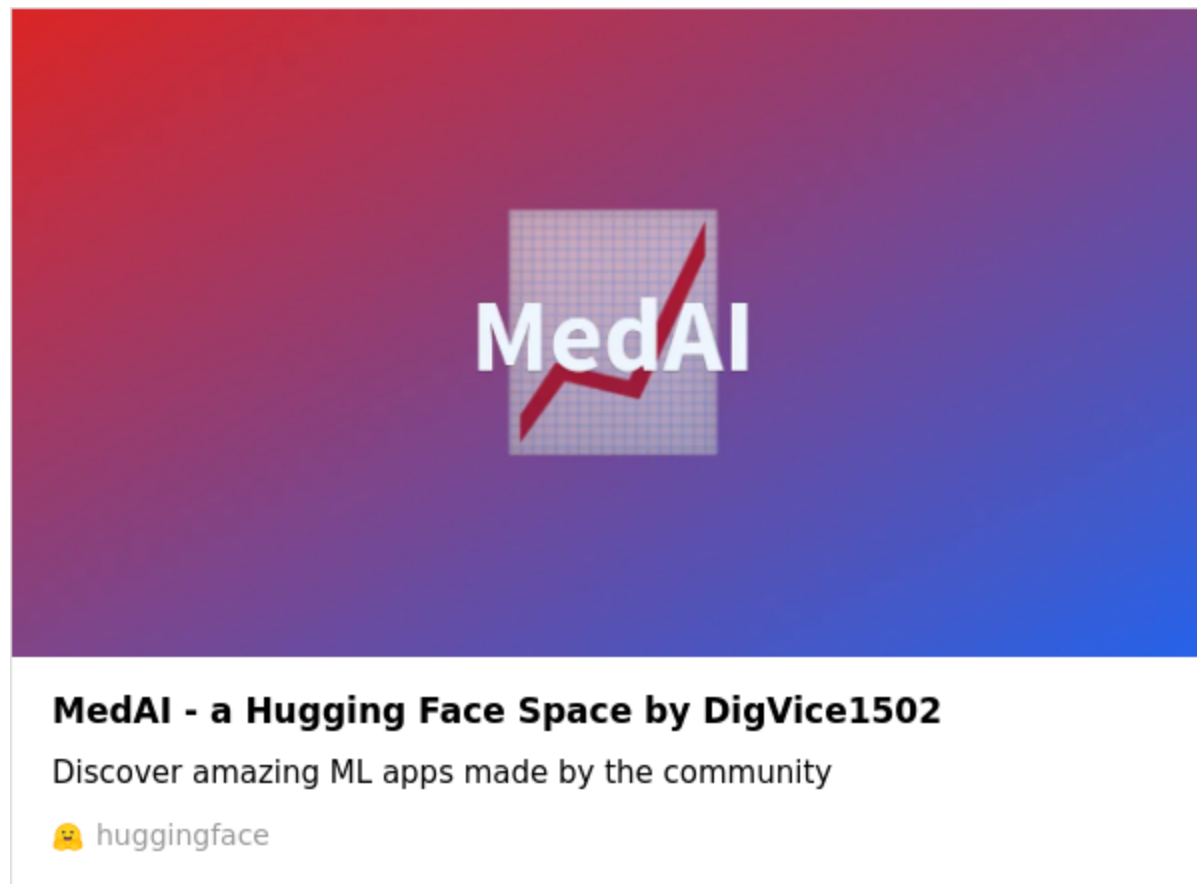 MedAI
MedAI - a Hugging Face Space by DigVice1502
Discover amazing ML apps made by the community
huggingface